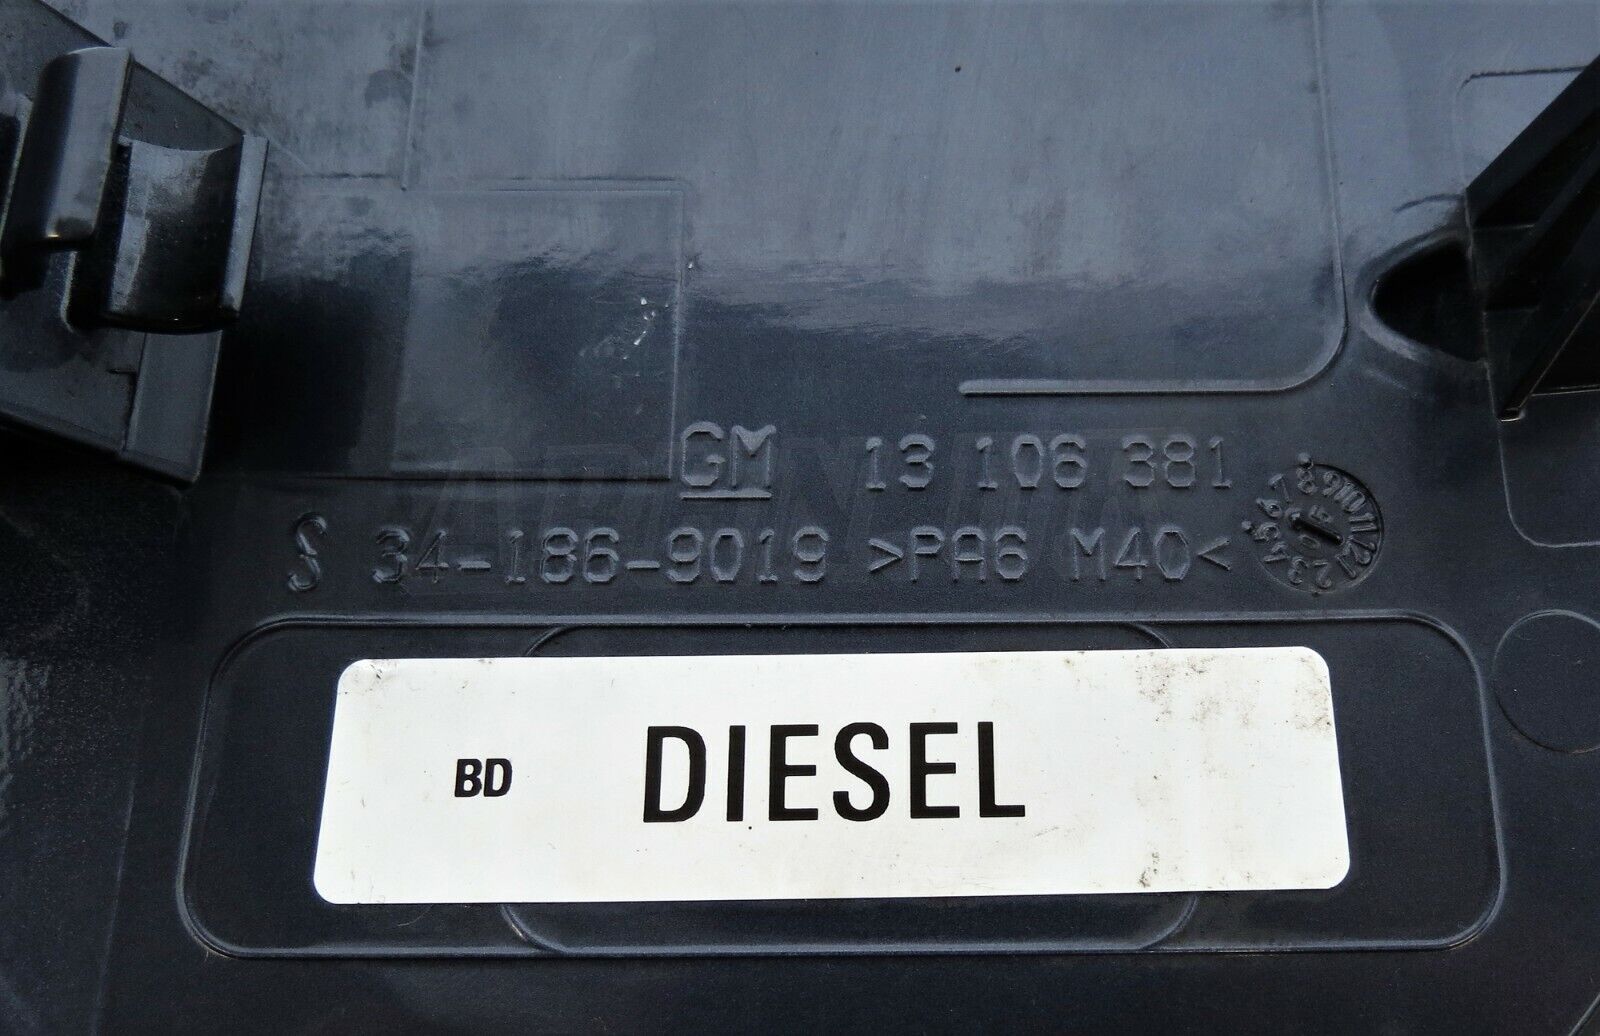 GM 13 106 381
S 34-186-9019 >PA6 M40<
BD DIESEL